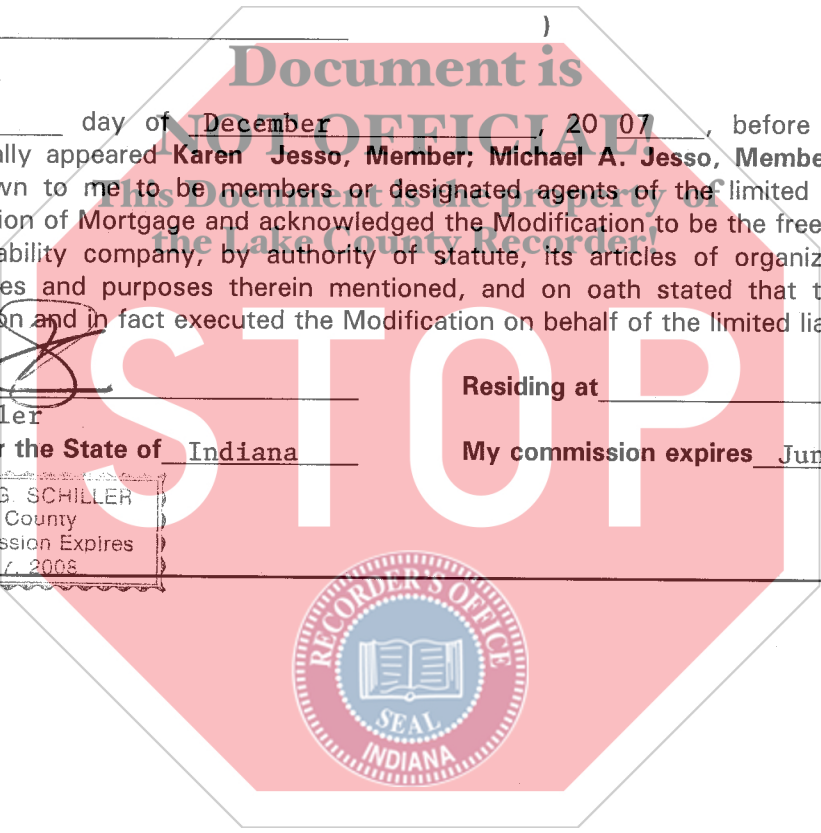 )
Document is
day of December, 20 07, before
NOT OFFICIAL!
ally appeared Karen Jesso, Member; Michael A. Jesso, Membe
wn to me to be members or designated agents of the limited
This Document is the property of
ion of Mortgage and acknowledged the Modification to be the free
the Lake County Recorder!
ability company, by authority of statute, its articles of organiz
es and purposes therein mentioned, and on oath stated that t
on and in fact executed the Modification on behalf of the limited lia
STOP
Residing at
ler
r the State of Indiana
My commission expires Jun
G. SCHILLER
County
ssion Expires
7, 2008
RECORDER'S OFFICE
SEAL
INDIANA